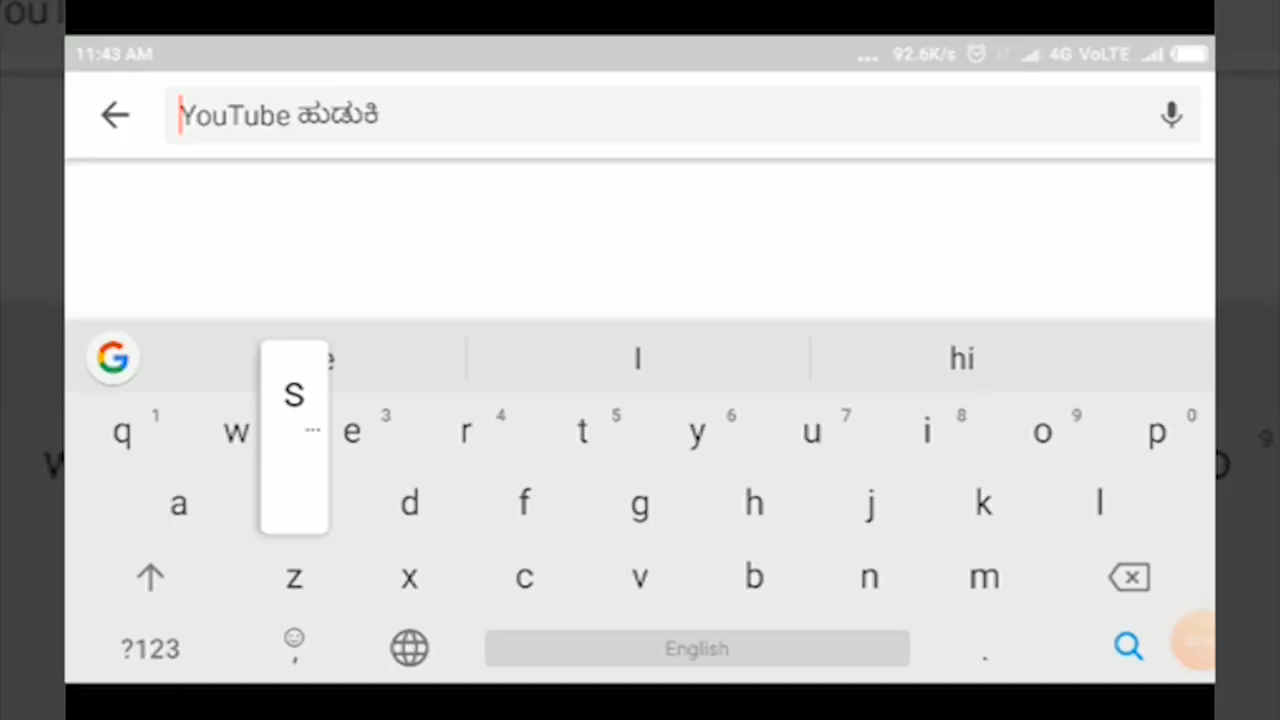 11:43 AM ... 92.6K/s 4G VoLTE
YouTube ಹುಡುಕಿ
I hi
S
q 1 w e 3 r 4 t 5 y 6 u 7 i 8 o 9 p 0
a d f g h j k l
z x c v b n m
?123 , English .